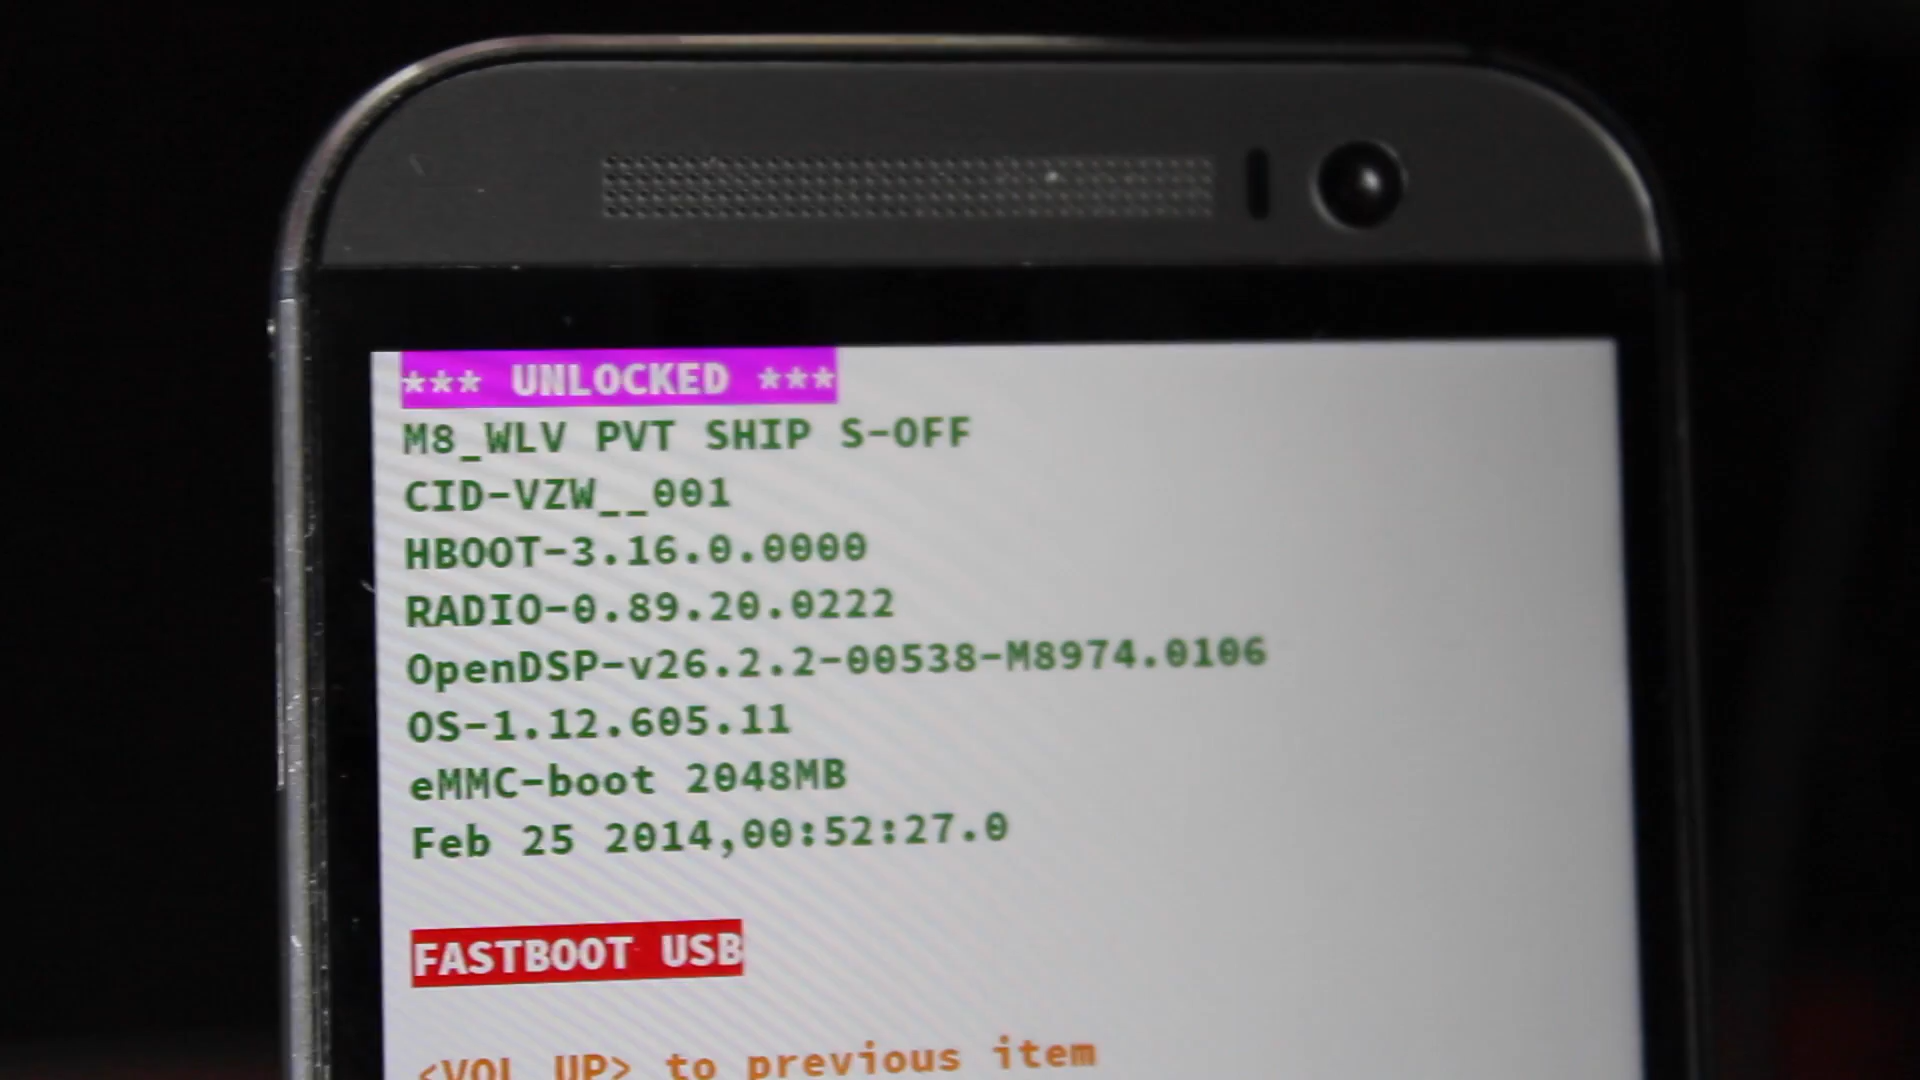 *** UNLOCKED ***
M8_WLV PVT SHIP S-OFF
CID-VZW__001
HBOOT-3.16.0.0000
RADIO-0.89.20.0222
OpenDSP-v26.2.2-00538-M8974.0106
OS-1.12.605.11
eMMC-boot 2048MB
Feb 25 2014,00:52:27.0
FASTBOOT USB
<VOL UP> to previous item